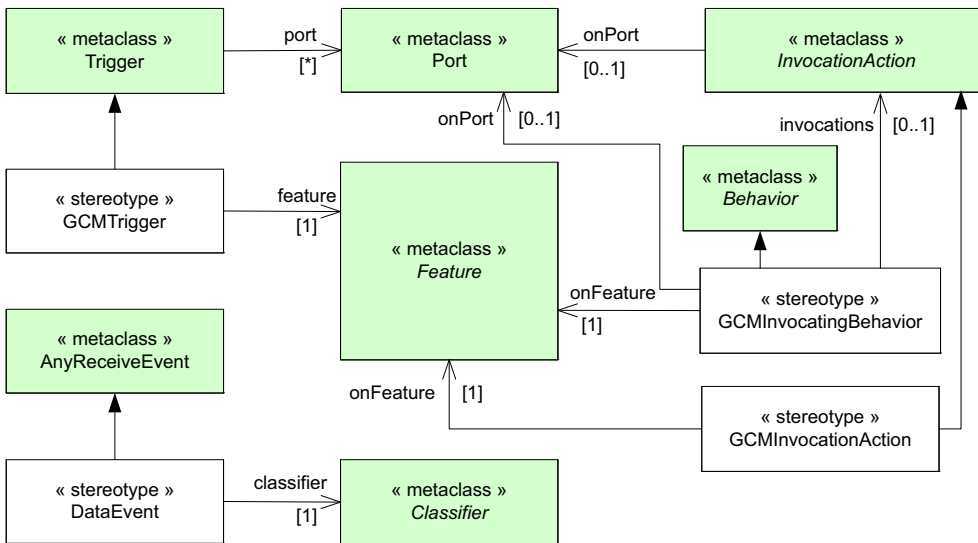 « metaclass »
Trigger
port
[*]
« metaclass »
Port
onPort
[0..1]
« metaclass »
InvocationAction
onPort
[0..1]
invocations
[0..1]
« stereotype »
GCMTrigger
feature
[1]
« metaclass »
Feature
« metaclass »
Behavior
onFeature
[1]
« stereotype »
GCMInvocatingBehavior
« metaclass »
AnyReceiveEvent
onFeature
[1]
« stereotype »
GCMInvocationAction
« stereotype »
DataEvent
classifier
[1]
« metaclass »
Classifier